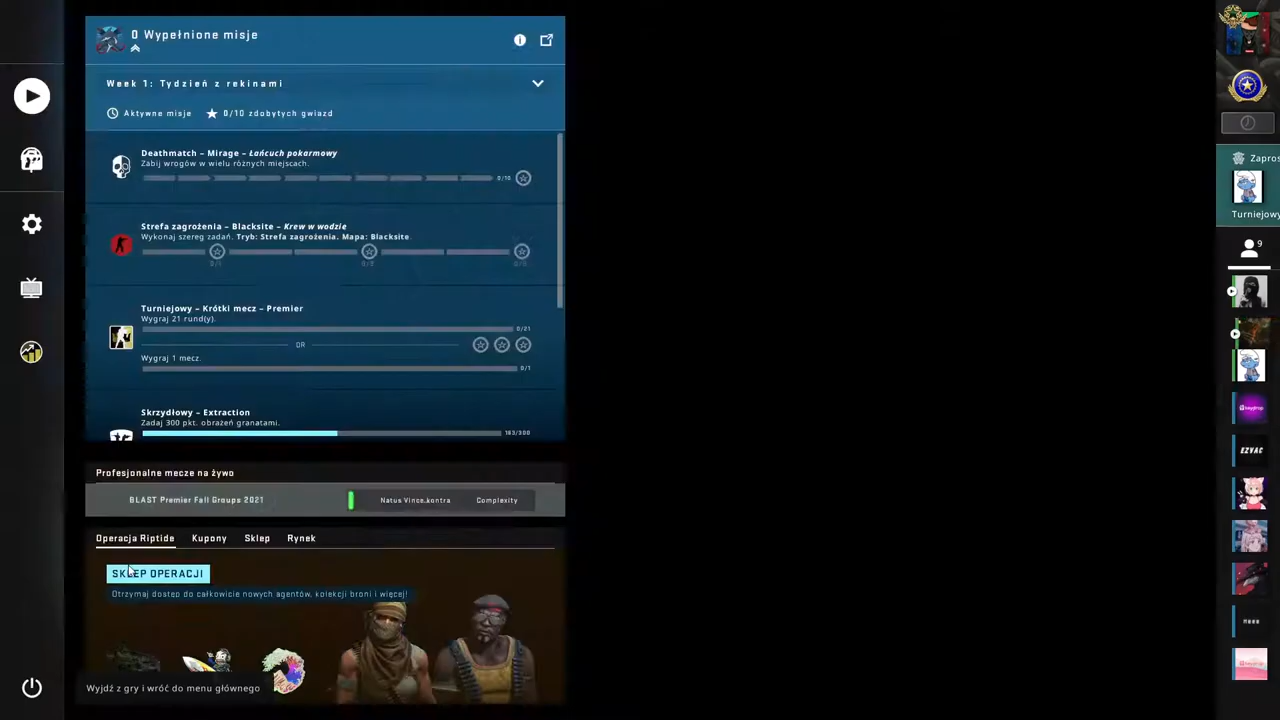 0 Wypełnione misje
Week 1: Tydzień z rekinami
Aktywne misje
0/10 zdobytych gwiazd
Deathmatch – Mirage – Łańcuch pokarmowy
Zabij wrogów w wielu różnych miejscach.
0/10
Strefa zagrożenia – Blacksite – Krew w wodzie
Wykonaj szereg zadań. Tryb: Strefa zagrożenia. Mapa: Blacksite.
Turniejowy – Krótki mecz – Premier
Wygraj 21 rund(y).
0/21
OR
Wygraj 1 mecz.
0/1
Skrzydłowy – Extraction
Zadaj 300 pkt. obrażeń granatami.
183/300
Profesjonalne mecze na żywo
BLAST Premier Fall Groups 2021
Natus Vince.kontra
Complexity
Operacja Riptide
Kupony
Sklep
Rynek
SKLEP OPERACJI
Otrzymaj dostęp do całkowicie nowych agentów, kolekcji broni i więcej!
Wyjdź z gry i wróć do menu głównego
Zapros
Turniejowy
9
keydrop
EZVAC